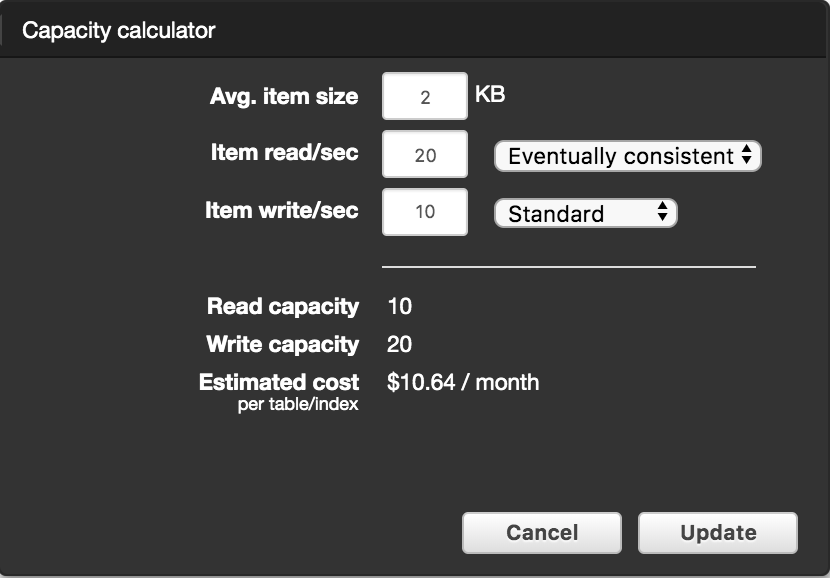 Capacity calculator
Avg. item size 2 KB
Item read/sec 20 Eventually consistent
Item write/sec 10 Standard
Read capacity 10
Write capacity 20
Estimated cost $10.64 / month
per table/index
Cancel Update